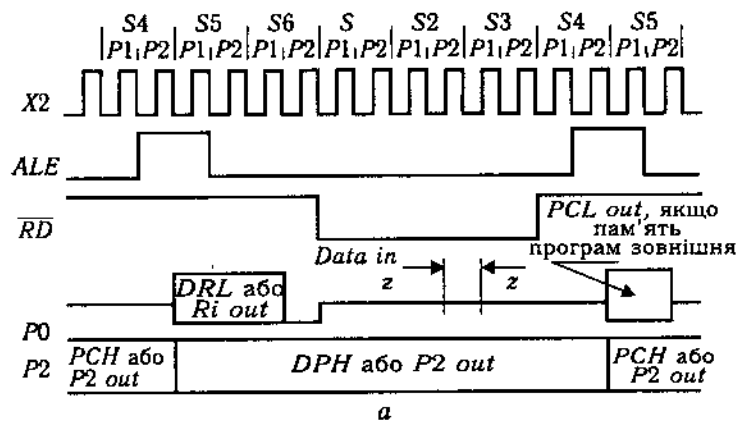 S4 S5 S6 S S2 S3 S4 S5
P1 P2 P1 P2 P1 P2 P1 P2 P1 P2 P1 P2 P1 P2 P1 P2
X2
ALE
RD
PCL out, якщо
пам'ять
програм зовнішня
Data in
z z
DRL або
Ri out
P0
P2
PCH або
P2 out
DPH або P2 out
PCH або
P2 out
a